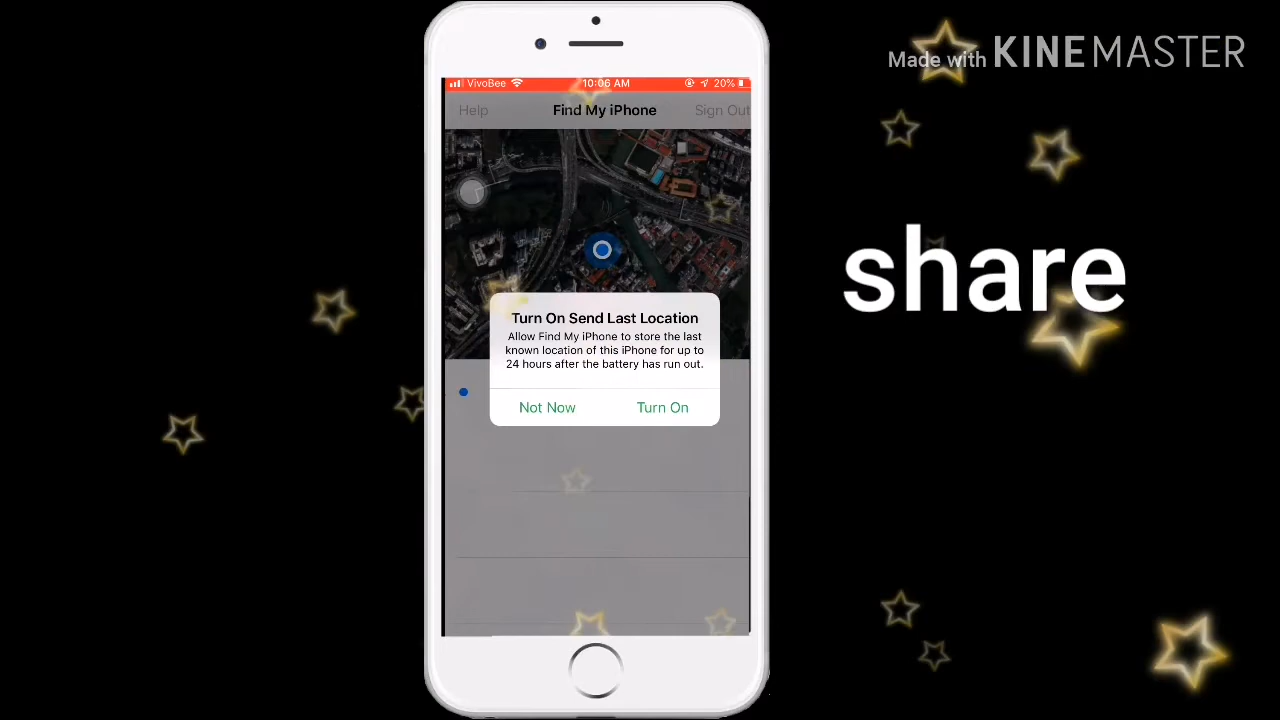 Made with KINEMASTER
VivoBee 10:06 AM 20%
Help Find My iPhone Sign Out
share
Turn On Send Last Location
Allow Find My iPhone to store the last
known location of this iPhone for up to
24 hours after the battery has run out.
Not Now Turn On